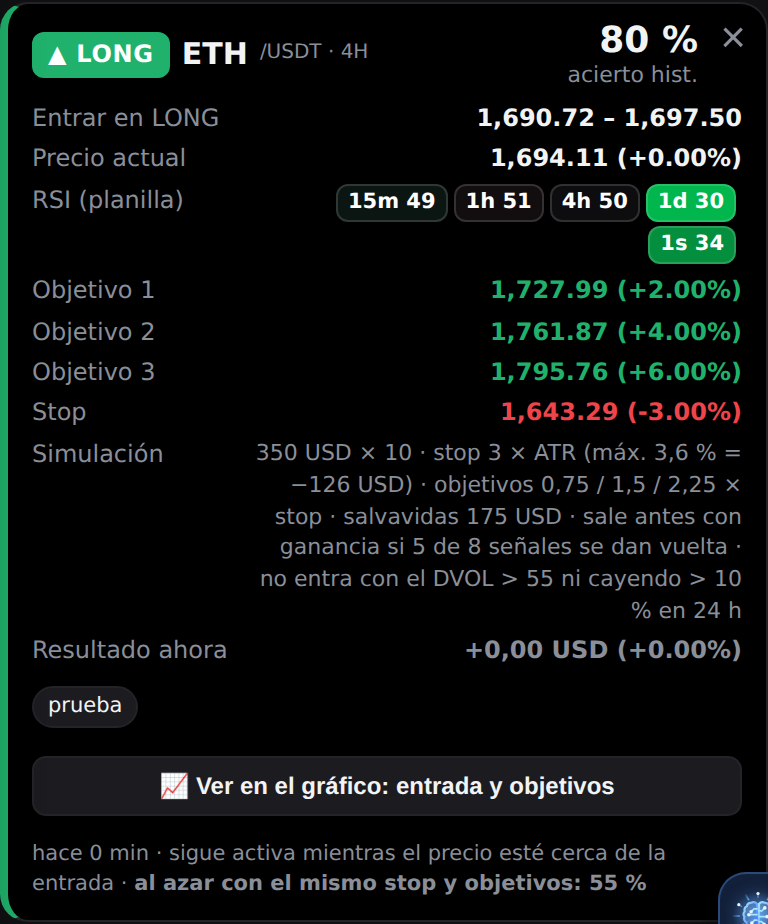 ▲ LONG ETH /USDT · 4H 80 % ×
acierto hist.
Entrar en LONG 1,690.72 – 1,697.50
Precio actual 1,694.11 (+0.00%)
RSI (planilla) 15m 49 1h 51 4h 50 1d 30
1s 34
Objetivo 1 1,727.99 (+2.00%)
Objetivo 2 1,761.87 (+4.00%)
Objetivo 3 1,795.76 (+6.00%)
Stop 1,643.29 (-3.00%)
Simulación 350 USD × 10 · stop 3 × ATR (máx. 3,6 % =
−126 USD) · objetivos 0,75 / 1,5 / 2,25 ×
stop · salvavidas 175 USD · sale antes con
ganancia si 5 de 8 señales se dan vuelta ·
no entra con el DVOL > 55 ni cayendo > 10
% en 24 h
Resultado ahora +0,00 USD (+0.00%)
prueba
📈 Ver en el gráfico: entrada y objetivos
hace 0 min · sigue activa mientras el precio esté cerca de la
entrada · al azar con el mismo stop y objetivos: 55 %